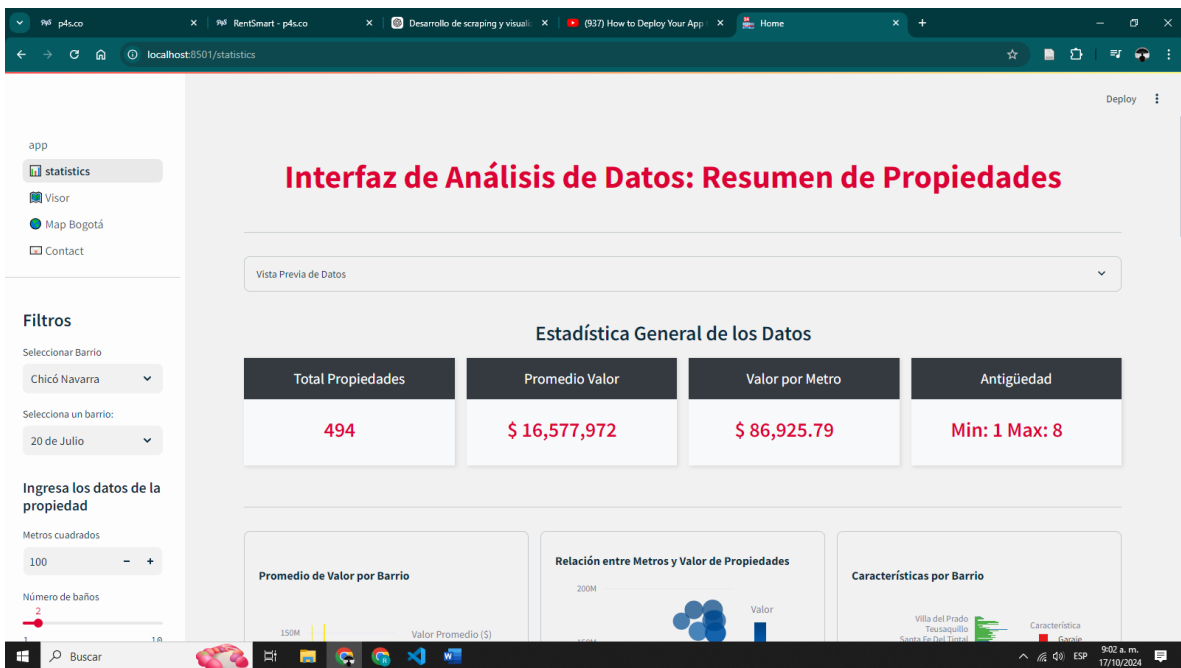 p4s.co
RentSmart - p4s.co
Desarrollo de scraping y visuali
(937) How to Deploy Your App
Home
localhost:8501/statistics
Deploy
app
statistics
Visor
Map Bogotá
Contact
Filtros
Seleccionar Barrio
Chicó Navarra
Selecciona un barrio:
20 de Julio
Ingresa los datos de la
propiedad
Metros cuadrados
100
Número de baños
2
1 10
Interfaz de Análisis de Datos: Resumen de Propiedades
Vista Previa de Datos
Estadística General de los Datos
Total Propiedades
494
Promedio Valor
$ 16,577,972
Valor por Metro
$ 86,925.79
Antigüedad
Min: 1 Max: 8
Promedio de Valor por Barrio
150M
Valor Promedio ($)
Relación entre Metros y Valor de Propiedades
200M
Valor
150M
Características por Barrio
Villa del Prado
Teusaquillo
Santa Fe Del Tintal
Característica
Garaje
Buscar
ESP
9:02 a. m.
17/10/2024